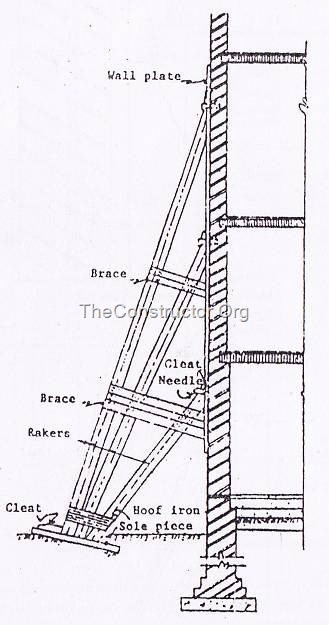 Wall plate
Brace
TheConstructor.Org
Cleat
Needle
Brace
Rakers
Cleat
Hoof iron
Sole piece